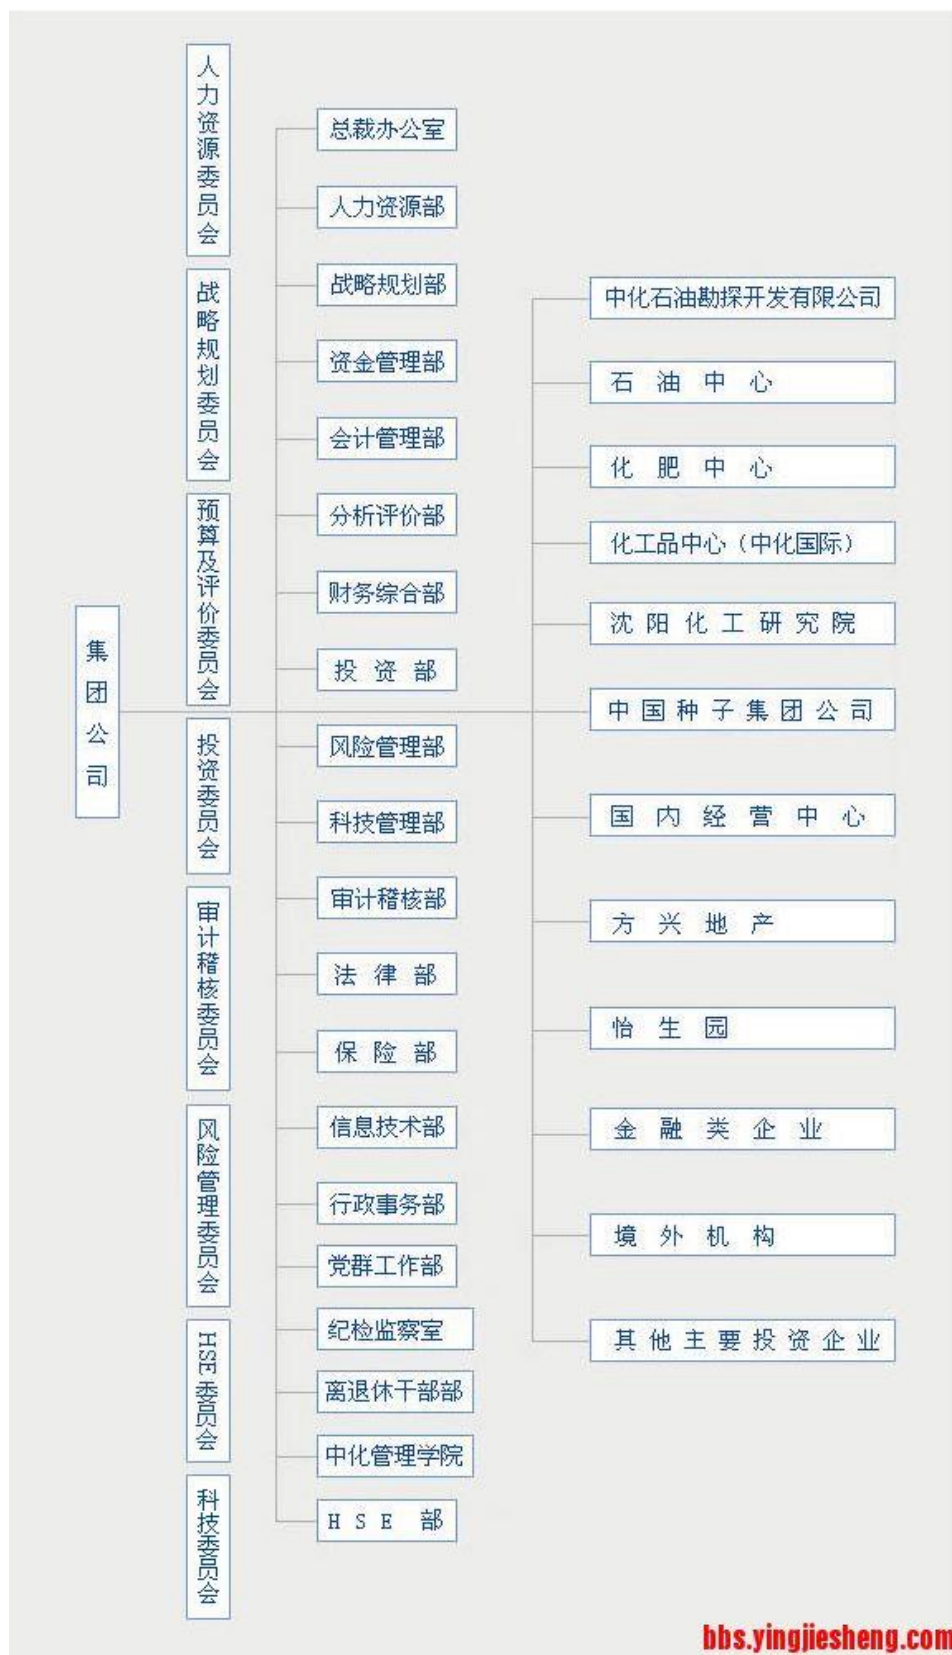 集团公司
人力资源委员会
战略规划委员会
预算及评价委员会
投资委员会
审计稽核委员会
风险管理委员会
HSE委员会
科技委员会
总裁办公室
人力资源部
战略规划部
资金管理部
会计管理部
分析评价部
财务综合部
投资部
风险管理部
科技管理部
审计稽核部
法律部
保险部
信息技术部
行政事务部
党群工作部
纪检监察室
离退休干部部
中化管理学院
HSE 部
中化石油勘探开发有限公司
石油中心
化肥中心
化工品中心（中化国际）
沈阳化工研究院
中国种子集团公司
国内经营中心
方兴地产
怡生园
金融类企业
境外机构
其他主要投资企业
bbs.yingjiesheng.com